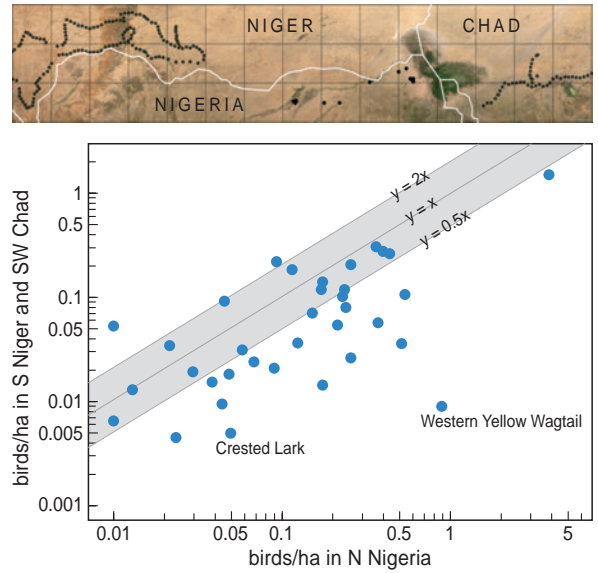 NIGER
CHAD
NIGERIA
birds/ha in S Niger and SW Chad
1
0.5
0.1
0.05
0.01
0.005
0.001
y = 2x
y = x
y = 0.5x
Western Yellow Wagtail
Crested Lark
0.01
0.05
0.1
0.5
1
5
birds/ha in N Nigeria